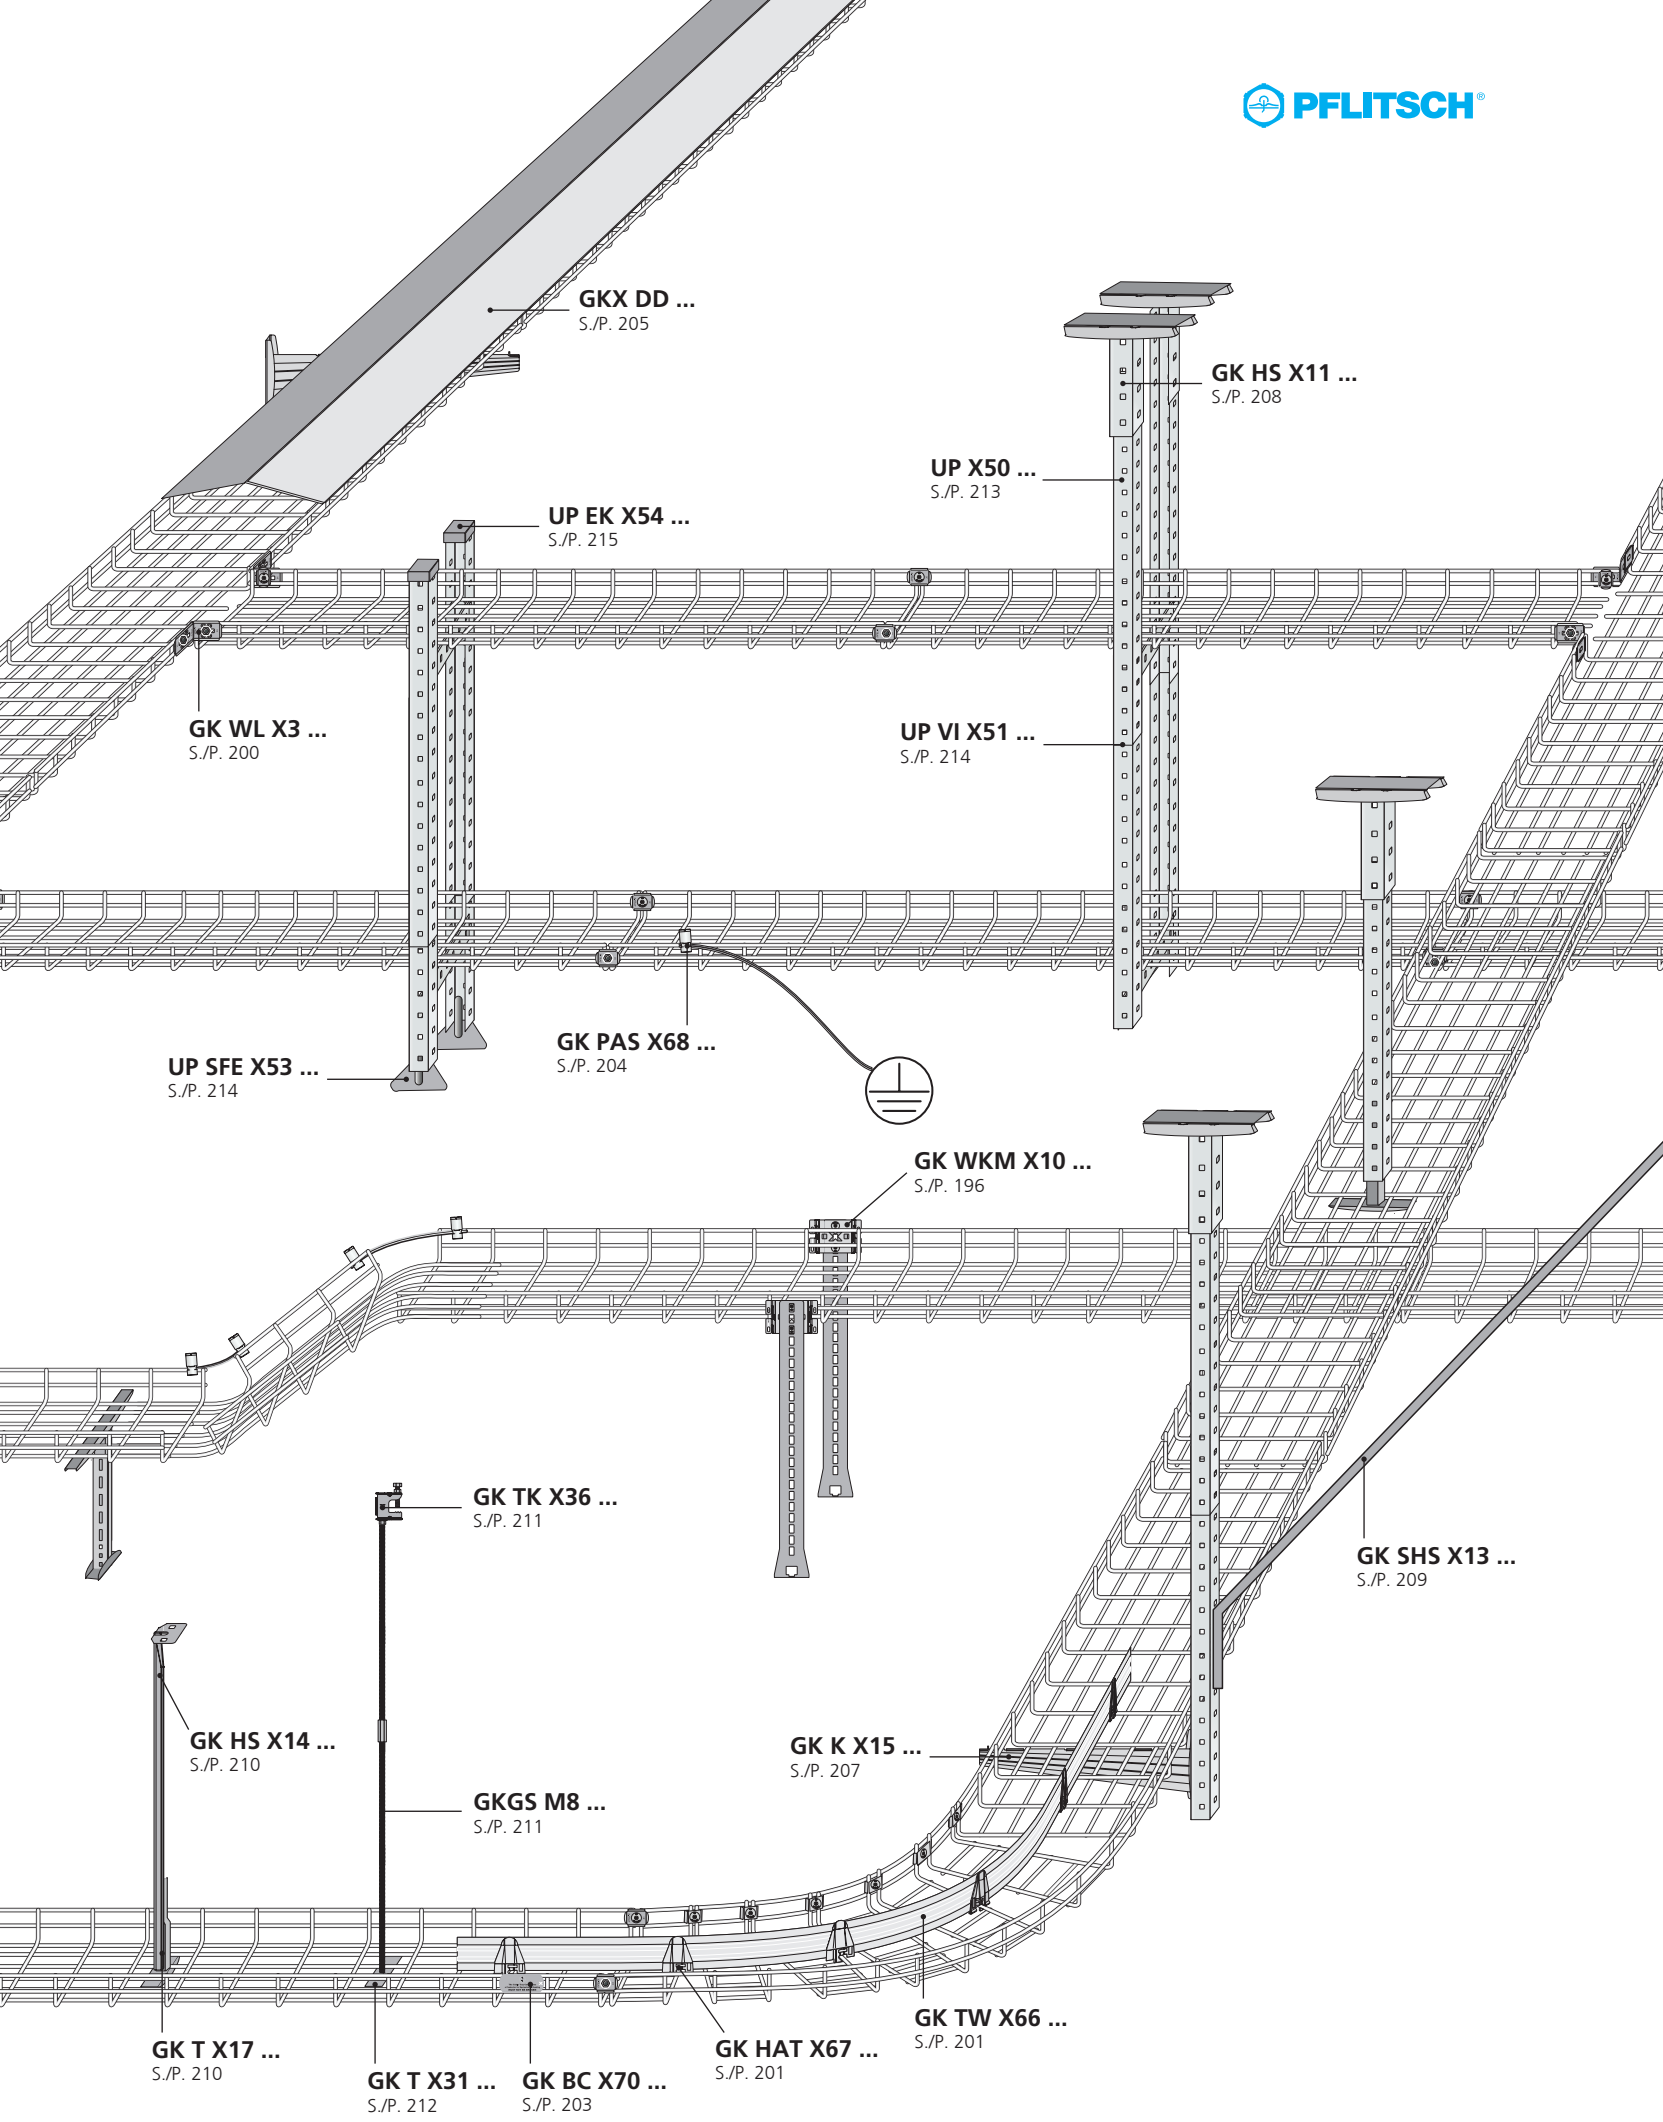 PFLITSCH®
GKX DD ...
S./P. 205
GK HS X11 ...
S./P. 208
UP X50 ...
S./P. 213
UP EK X54 ...
S./P. 215
GK WL X3 ...
S./P. 200
UP VI X51 ...
S./P. 214
GK PAS X68 ...
S./P. 204
UP SFE X53 ...
S./P. 214
GK WKM X10 ...
S./P. 196
GK TK X36 ...
S./P. 211
GK SHS X13 ...
S./P. 209
GK HS X14 ...
S./P. 210
GK K X15 ...
S./P. 207
GKGS M8 ...
S./P. 211
GK TW X66 ...
S./P. 201
GK T X17 ...
S./P. 210
GK HAT X67 ...
S./P. 201
GK T X31 ...
S./P. 212
GK BC X70 ...
S./P. 203